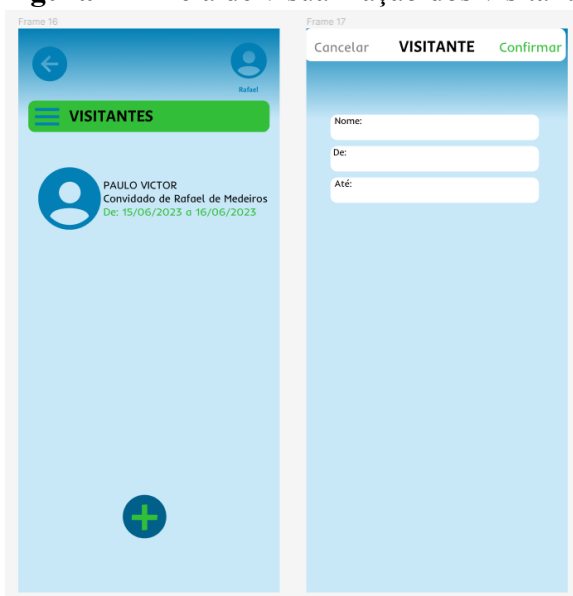 Frame 16
Rafael
VISITANTES
PAULO VICTOR
Convidado de Rafael de Medeiros
De: 15/06/2023 a 16/06/2023
Frame 17
Cancelar VISITANTE Confirmar
Nome:
De:
Até: